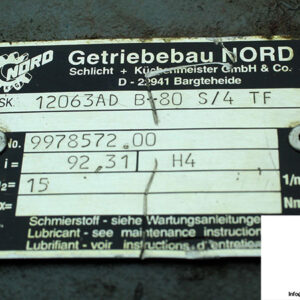 NORD
Getriebebau NORD
Schlicht + Küchenmeister GmbH & Co.
D - 22941 Bargteheide
SK 12063AD B-80 S/4 TF
No. 9978572.00
i= 92,31 H4
= 15 1/m
x= Nm
Schmierstoff - siehe Wartungsanleitung
Lubricant - see maintenance instruction
Lubrifiant - voir instructions d'entretien